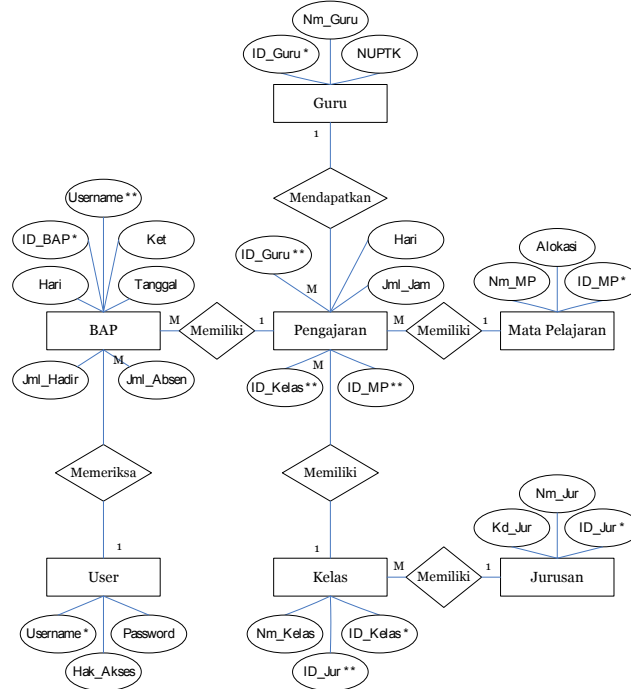 Nm_Guru
ID_Guru *
NUPTK
Guru
1
Mendapatkan
Username **
ID_BAP *
Ket
Hari
Tanggal
ID_Guru **
Hari
Jml_Jam
M
Alokasi
Nm_MP
ID_MP *
BAP
M
Memiliki
1
Pengajaran
M
Memiliki
1
Mata Pelajaran
M
Jml_Hadir
Jml_Absen
M
ID_Kelas **
ID_MP **
Memeriksa
Memiliki
Nm_Jur
Kd_Jur
ID_Jur *
1
1
User
Kelas
M
Memiliki
1
Jurusan
Username *
Password
Hak_Akses
Nm_Kelas
ID_Kelas *
ID_Jur **